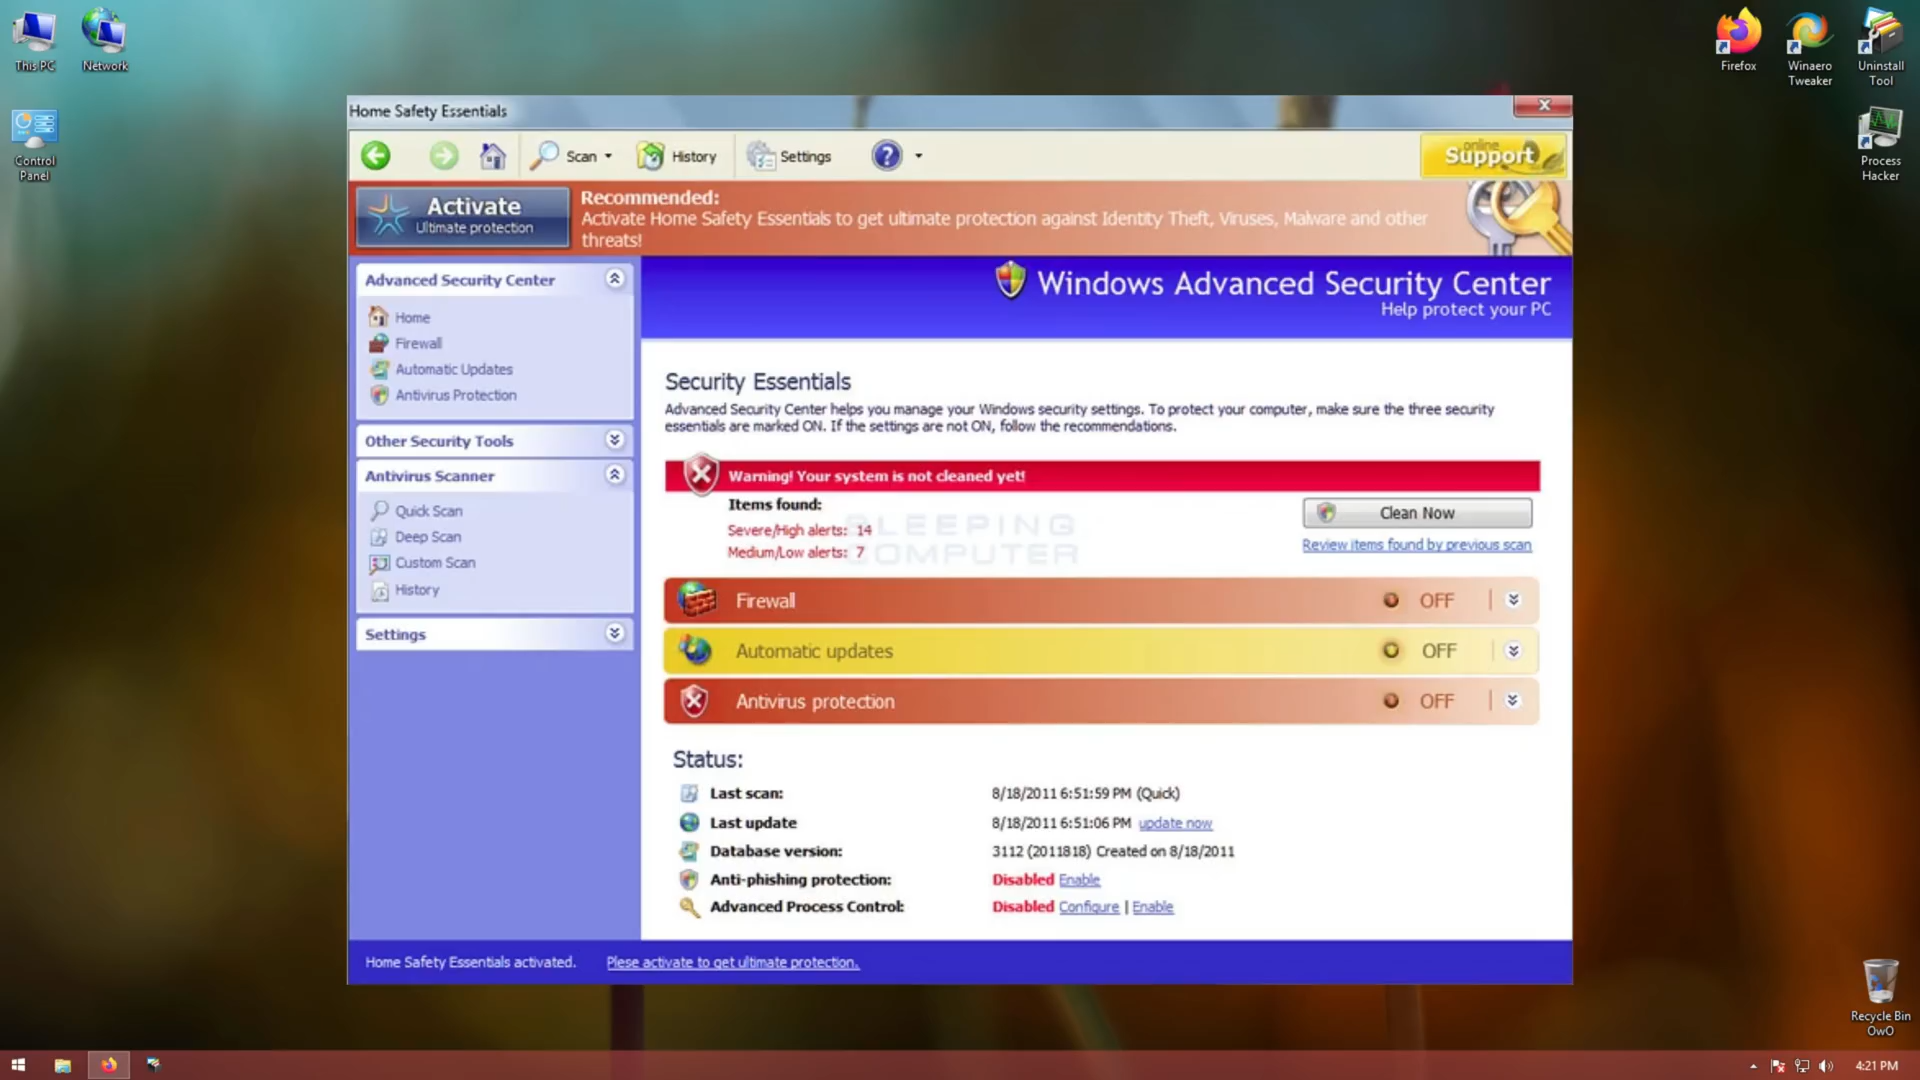 This PC
Network
Control
Panel
Firefox
Winaero
Tweaker
Uninstall
Tool
Process
Hacker
Home Safety Essentials
Scan
History
Settings
?
online
Support
Activate
Ultimate protection
Recommended:
Activate Home Safety Essentials to get ultimate protection against Identity Theft, Viruses, Malware and other
threats!
Advanced Security Center
Home
Firewall
Automatic Updates
Antivirus Protection
Other Security Tools
Antivirus Scanner
Quick Scan
Deep Scan
Custom Scan
History
Settings
Windows Advanced Security Center
Help protect your PC
Security Essentials
Advanced Security Center helps you manage your Windows security settings. To protect your computer, make sure the three security
essentials are marked ON. If the settings are not ON, follow the recommendations.
Warning! Your system is not cleaned yet!
Items found:
Severe/High alerts: 14
Medium/Low alerts: 7
BLEEPING
COMPUTER
Clean Now
Review items found by previous scan
Firewall OFF
Automatic updates OFF
Antivirus protection OFF
Status:
Last scan: 8/18/2011 6:51:59 PM (Quick)
Last update 8/18/2011 6:51:06 PM update now
Database version: 3112 (2011818) Created on 8/18/2011
Anti-phishing protection: Disabled Enable
Advanced Process Control: Disabled Configure | Enable
Home Safety Essentials activated. Plese activate to get ultimate protection.
Recycle Bin
OwO
4:21 PM